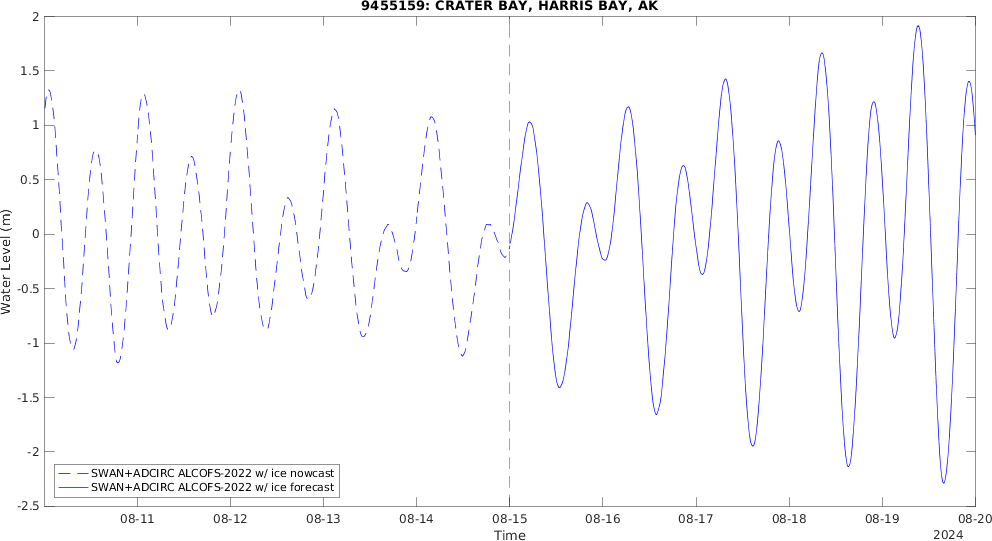 9455159: CRATER BAY, HARRIS BAY, AK
2
1.5
1
0.5
0
-0.5
-1
-1.5
-2
-2.5
Water Level (m)
SWAN+ADCIRC ALCOFS-2022 w/ ice nowcast
SWAN+ADCIRC ALCOFS-2022 w/ ice forecast
08-11 08-12 08-13 08-14 08-15 08-16 08-17 08-18 08-19 08-20
Time
2024